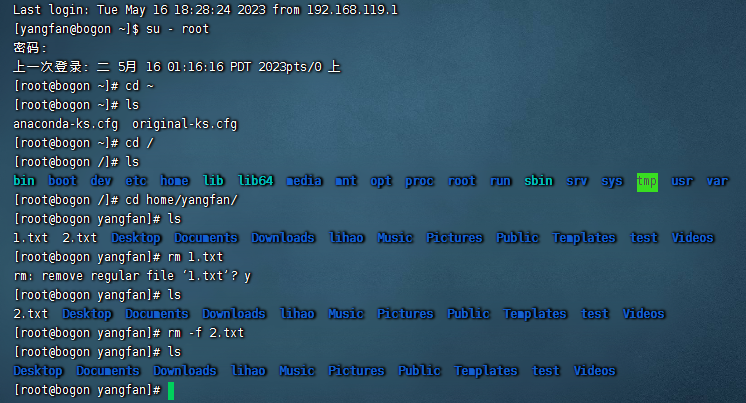 Last login: Tue May 16 18:28:24 2023 from 192.168.119.1
[yangfan@bogon ~]$ su - root
密码：
上一次登录：二 5月 16 01:16:16 PDT 2023pts/0 上
[root@bogon ~]# cd ~
[root@bogon ~]# ls
anaconda-ks.cfg  original-ks.cfg
[root@bogon ~]# cd /
[root@bogon /]# ls
bin  boot  dev  etc  home  lib  lib64  media  mnt  opt  proc  root  run  sbin  srv  sys  tmp  usr  var
[root@bogon /]# cd home/yangfan/
[root@bogon yangfan]# ls
1.txt  2.txt  Desktop  Documents  Downloads  lihao  Music  Pictures  Public  Templates  test  Videos
[root@bogon yangfan]# rm 1.txt
rm: remove regular file ‘1.txt’? y
[root@bogon yangfan]# ls
2.txt  Desktop  Documents  Downloads  lihao  Music  Pictures  Public  Templates  test  Videos
[root@bogon yangfan]# rm -f 2.txt
[root@bogon yangfan]# ls
Desktop  Documents  Downloads  lihao  Music  Pictures  Public  Templates  test  Videos
[root@bogon yangfan]#